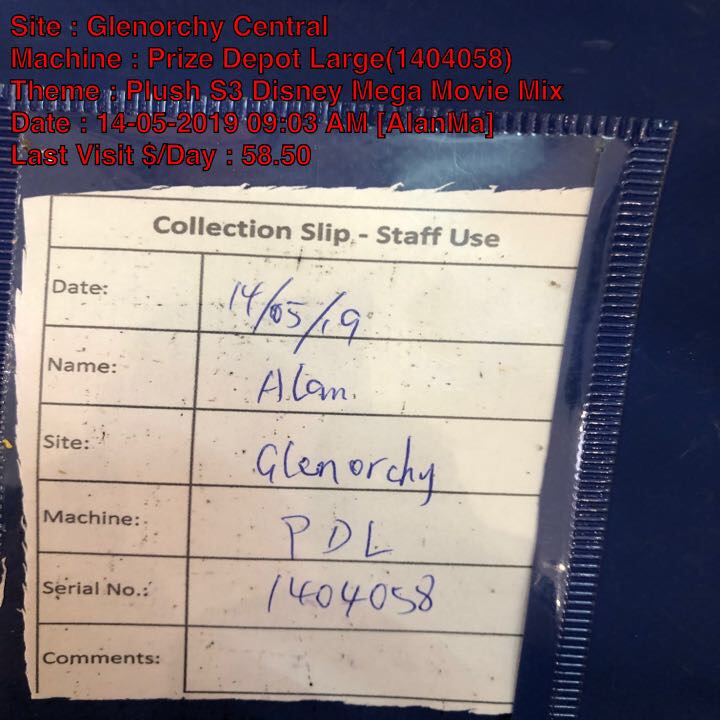 Site : Glenorchy Central
Machine : Prize Depot Large(1404058)
Theme : Plush S3 Disney Mega Movie Mix
Date : 14-05-2019 09:03 AM [AlanMa]
Last Visit $/Day : 58.50
Collection Slip - Staff Use
Date: 14/05/19
Name: Alan.
Site: Glenorchy
Machine: PDL
Serial No.: 1404058
Comments: